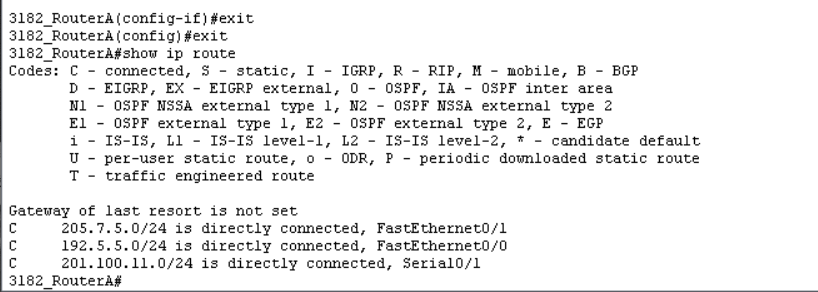 3182_RouterA(config-if)#exit
3182_RouterA(config)#exit
3182_RouterA#show ip route
Codes: C - connected, S - static, I - IGRP, R - RIP, M - mobile, B - BGP
       D - EIGRP, EX - EIGRP external, O - OSPF, IA - OSPF inter area
       N1 - OSPF NSSA external type 1, N2 - OSPF NSSA external type 2
       E1 - OSPF external type 1, E2 - OSPF external type 2, E - EGP
       i - IS-IS, L1 - IS-IS level-1, L2 - IS-IS level-2, * - candidate default
       U - per-user static route, o - ODR, P - periodic downloaded static route
       T - traffic engineered route
Gateway of last resort is not set
C      205.7.5.0/24 is directly connected, FastEthernet0/1
C      192.5.5.0/24 is directly connected, FastEthernet0/0
C      201.100.11.0/24 is directly connected, Serial0/1
3182_RouterA#